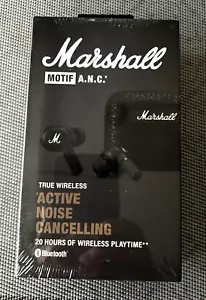 Marshall
MOTIF A.N.C.*
M
Marshall
TRUE WIRELESS
ACTIVE
NOISE
CANCELLING
20 HOURS OF WIRELESS PLAYTIME**
Bluetooth®